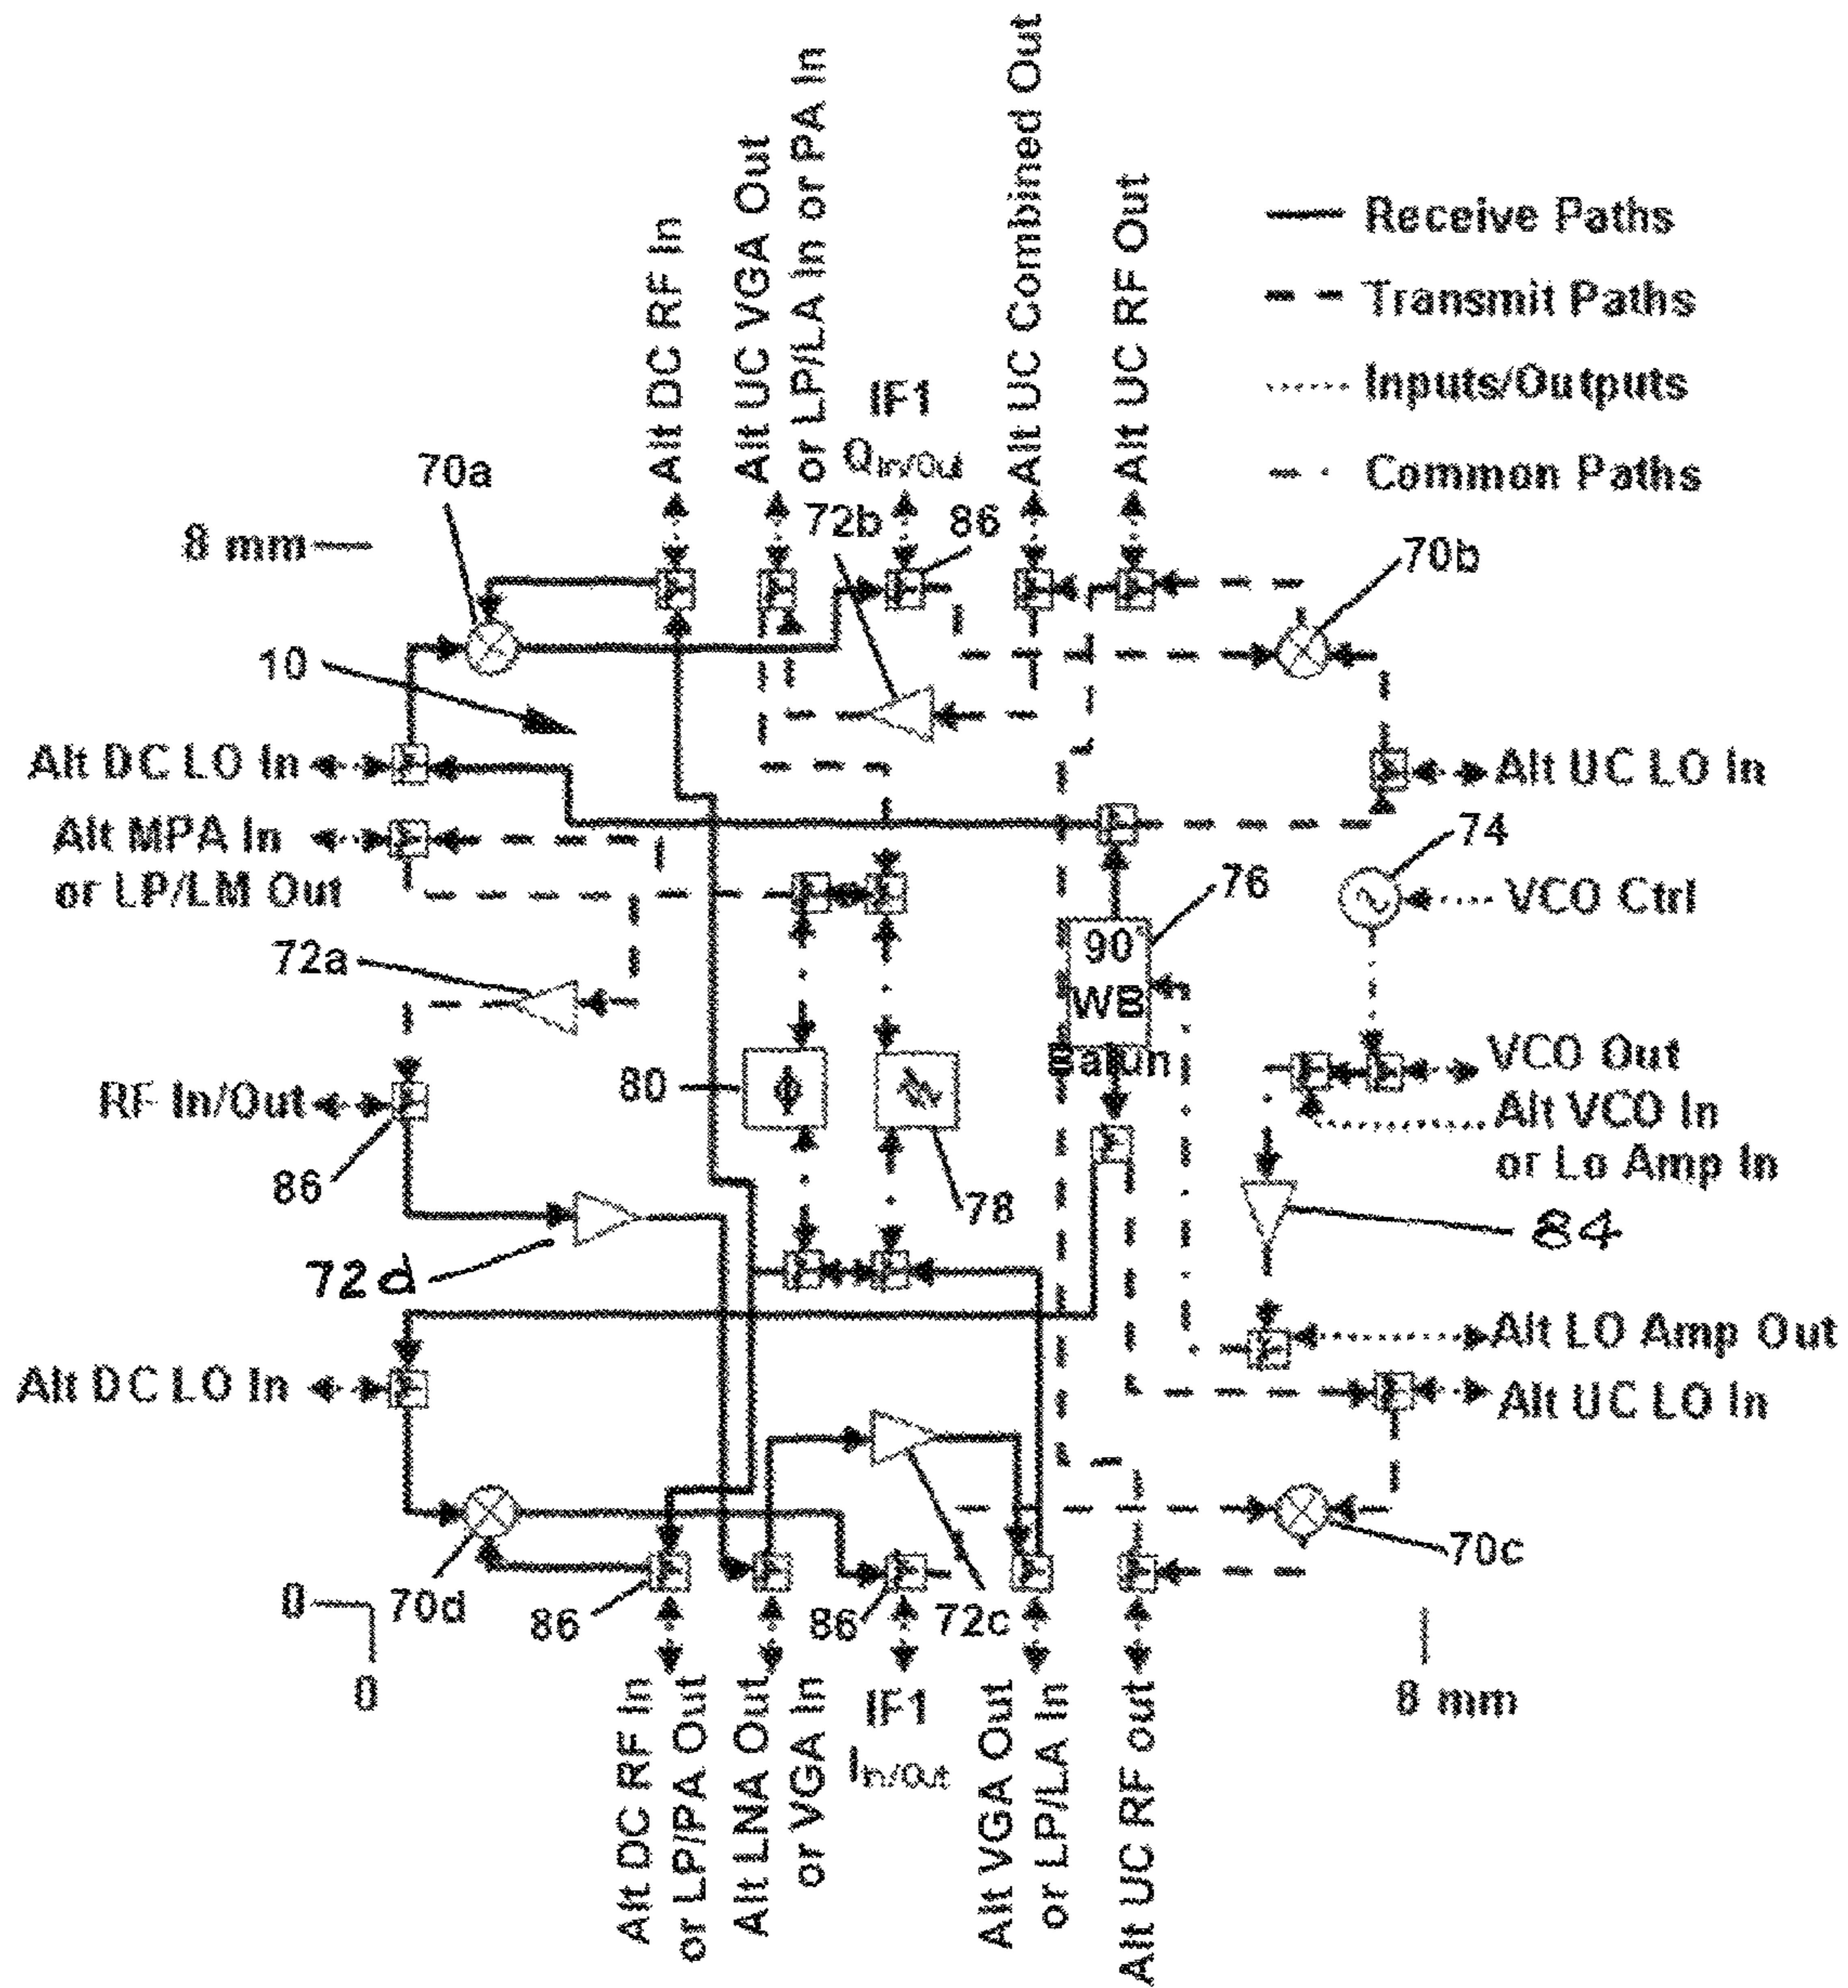 Alt DC RF In
Alt UC VGA Out
or LP/LA In or PA In
IF1
Q In/Out
Alt UC Combined Out
Alt UC RF Out
Receive Paths
Transmit Paths
Inputs/Outputs
Common Paths
70a
72b
86
70b
8 mm
10
Alt DC LO In
Alt UC LO In
Alt MPA In
or LP/LM Out
74
76
VCO Ctrl
90°
WB
Balun
72a
80
ϕ
RF In/Out
VCO Out
Alt VCO In
or Lo Amp In
86
78
84
72d
Alt LO Amp Out
Alt DC LO In
Alt UC LO In
70c
0
70d
86
86
72c
0
8 mm
Alt DC RF In
or LP/PA Out
Alt LNA Out
or VGA In
IF1
I In/Out
Alt VGA Out
or LP/LA In
Alt UC RF out